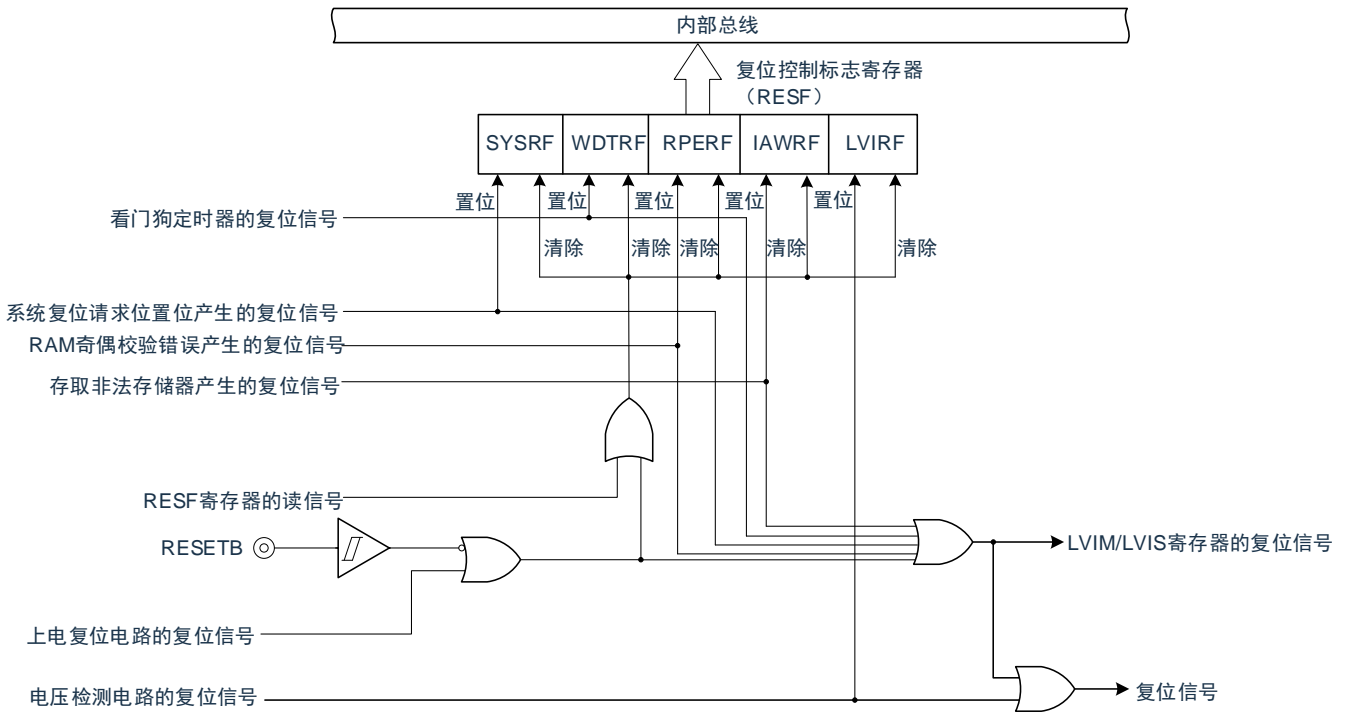 内部总线
复位控制标志寄存器
（RESF）
SYSRF
WDTRF
RPERF
IAWRF
LVIRF
置位
置位
置位
置位
置位
看门狗定时器的复位信号
清除
清除
清除
清除
清除
系统复位请求位置位产生的复位信号
RAM奇偶校验错误产生的复位信号
存取非法存储器产生的复位信号
RESF寄存器的读信号
RESETB
LVIM/LVIS寄存器的复位信号
上电复位电路的复位信号
电压检测电路的复位信号
复位信号